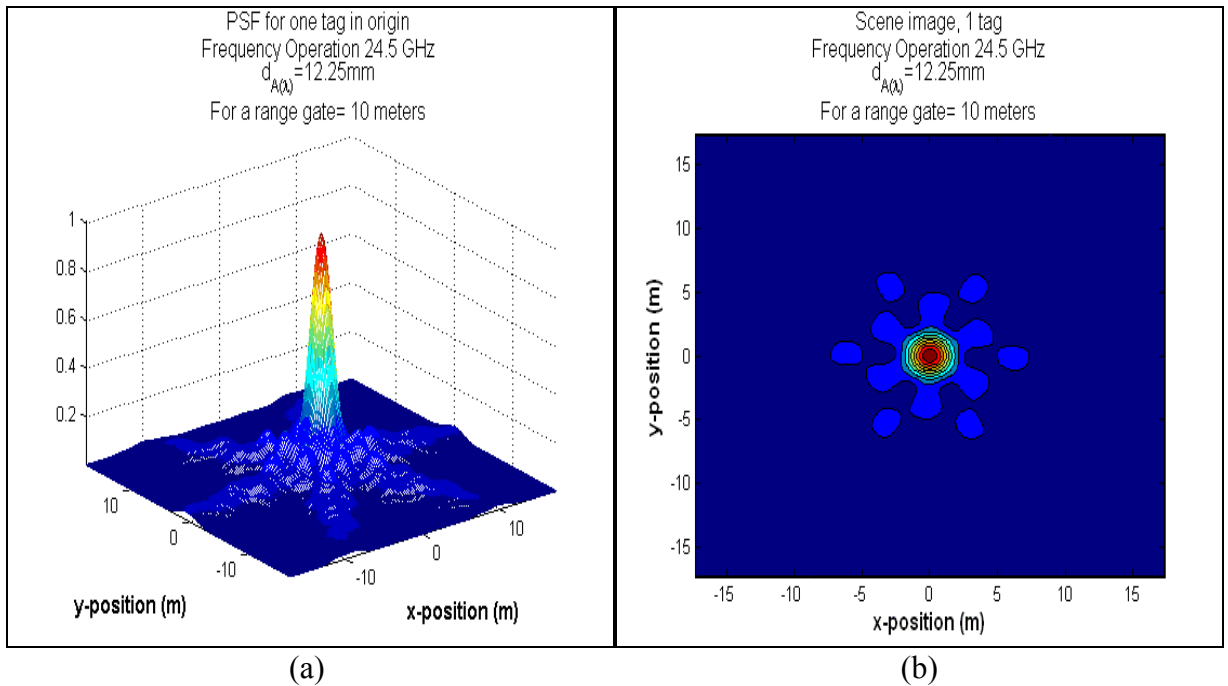 PSF for one tag in origin
Frequency Operation 24.5 GHz
d_A(λ)=12.25mm
For a range gate= 10 meters
1
0.8
0.6
0.4
0.2
10
0
-10
-10
0
10
y-position (m)
x-position (m)
(a)
Scene image, 1 tag
Frequency Operation 24.5 GHz
d_A(λ)=12.25mm
For a range gate= 10 meters
15
10
5
0
-5
-10
-15
y-position (m)
-15 -10 -5 0 5 10 15
x-position (m)
(b)